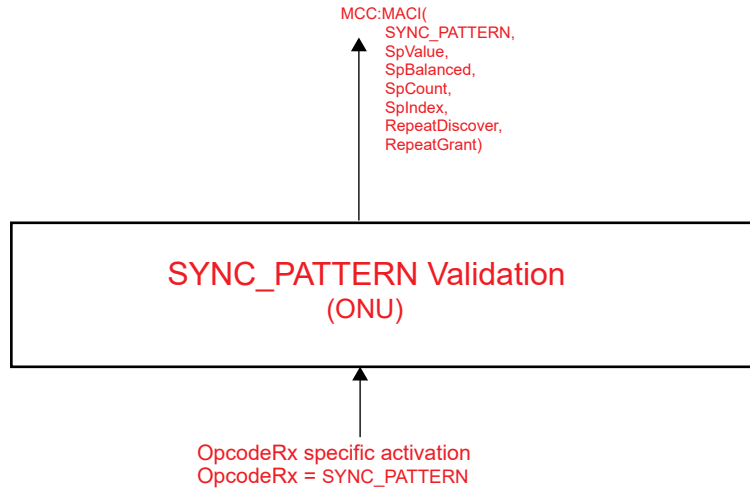 MCC:MACI(
SYNC_PATTERN,
SpValue,
SpBalanced,
SpCount,
SpIndex,
RepeatDiscover,
RepeatGrant)
SYNC_PATTERN Validation
(ONU)
OpcodeRx specific activation
OpcodeRx = SYNC_PATTERN